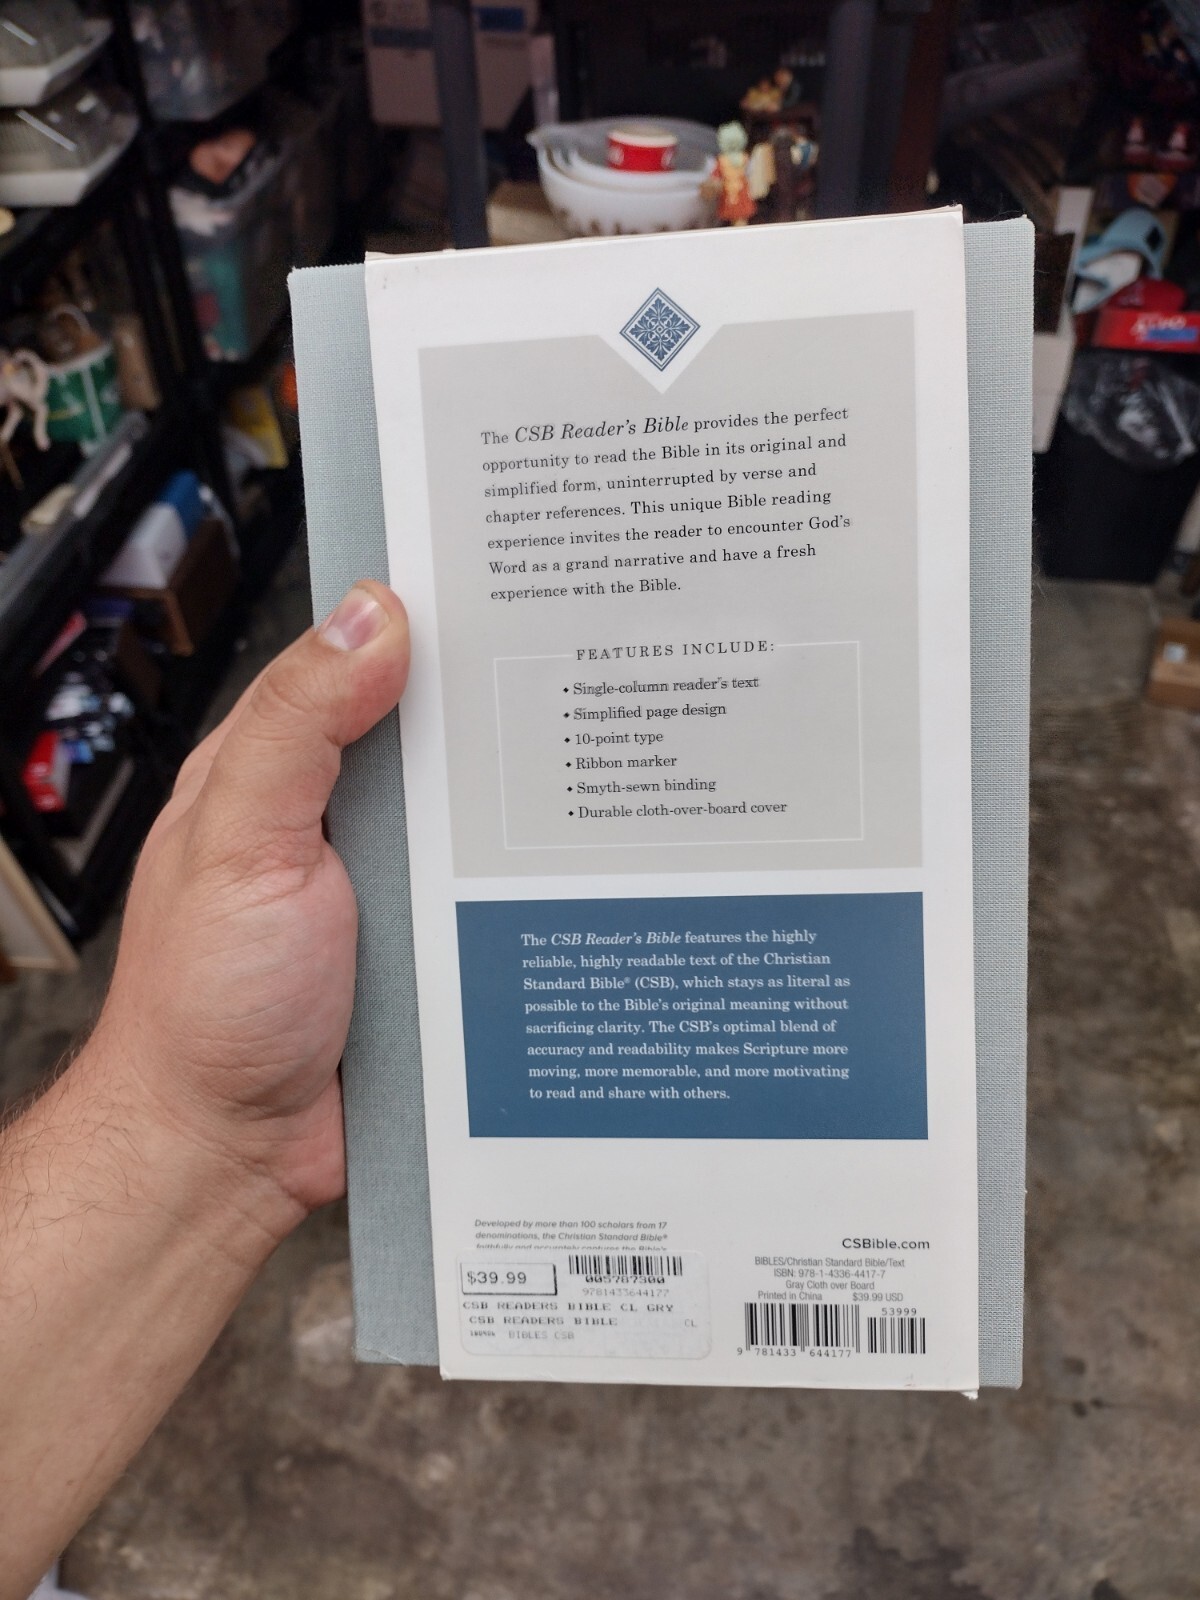 The CSB Reader's Bible provides the perfect
opportunity to read the Bible in its original and
simplified form, uninterrupted by verse and
chapter references. This unique Bible reading
experience invites the reader to encounter God's
Word as a grand narrative and have a fresh
experience with the Bible.
FEATURES INCLUDE:
• Single-column reader's text
• Simplified page design
• 10-point type
• Ribbon marker
• Smyth-sewn binding
• Durable cloth-over-board cover
The CSB Reader's Bible features the highly
reliable, highly readable text of the Christian
Standard Bible® (CSB), which stays as literal as
possible to the Bible's original meaning without
sacrificing clarity. The CSB's optimal blend of
accuracy and readability makes Scripture more
moving, more memorable, and more motivating
to read and share with others.
Developed by more than 100 scholars from 17
denominations, the Christian Standard Bible®
$39.99
005787300
9781433644177
CSB READERS BIBLE CL GRY
CSB READERS BIBLE CL
BIBLES CSB
CSBible.com
BIBLES/Christian Standard Bible/Text
ISBN: 978-1-4336-4417-7
Gray Cloth over Board
Printed in China $39.99 USD
53999
9 781433 644177